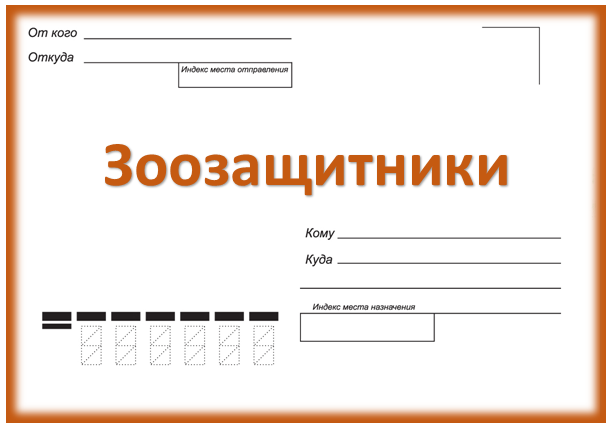 От кого
Откуда
Индекс места отправления
Зоозащитники
Кому
Куда
Индекс места назначения